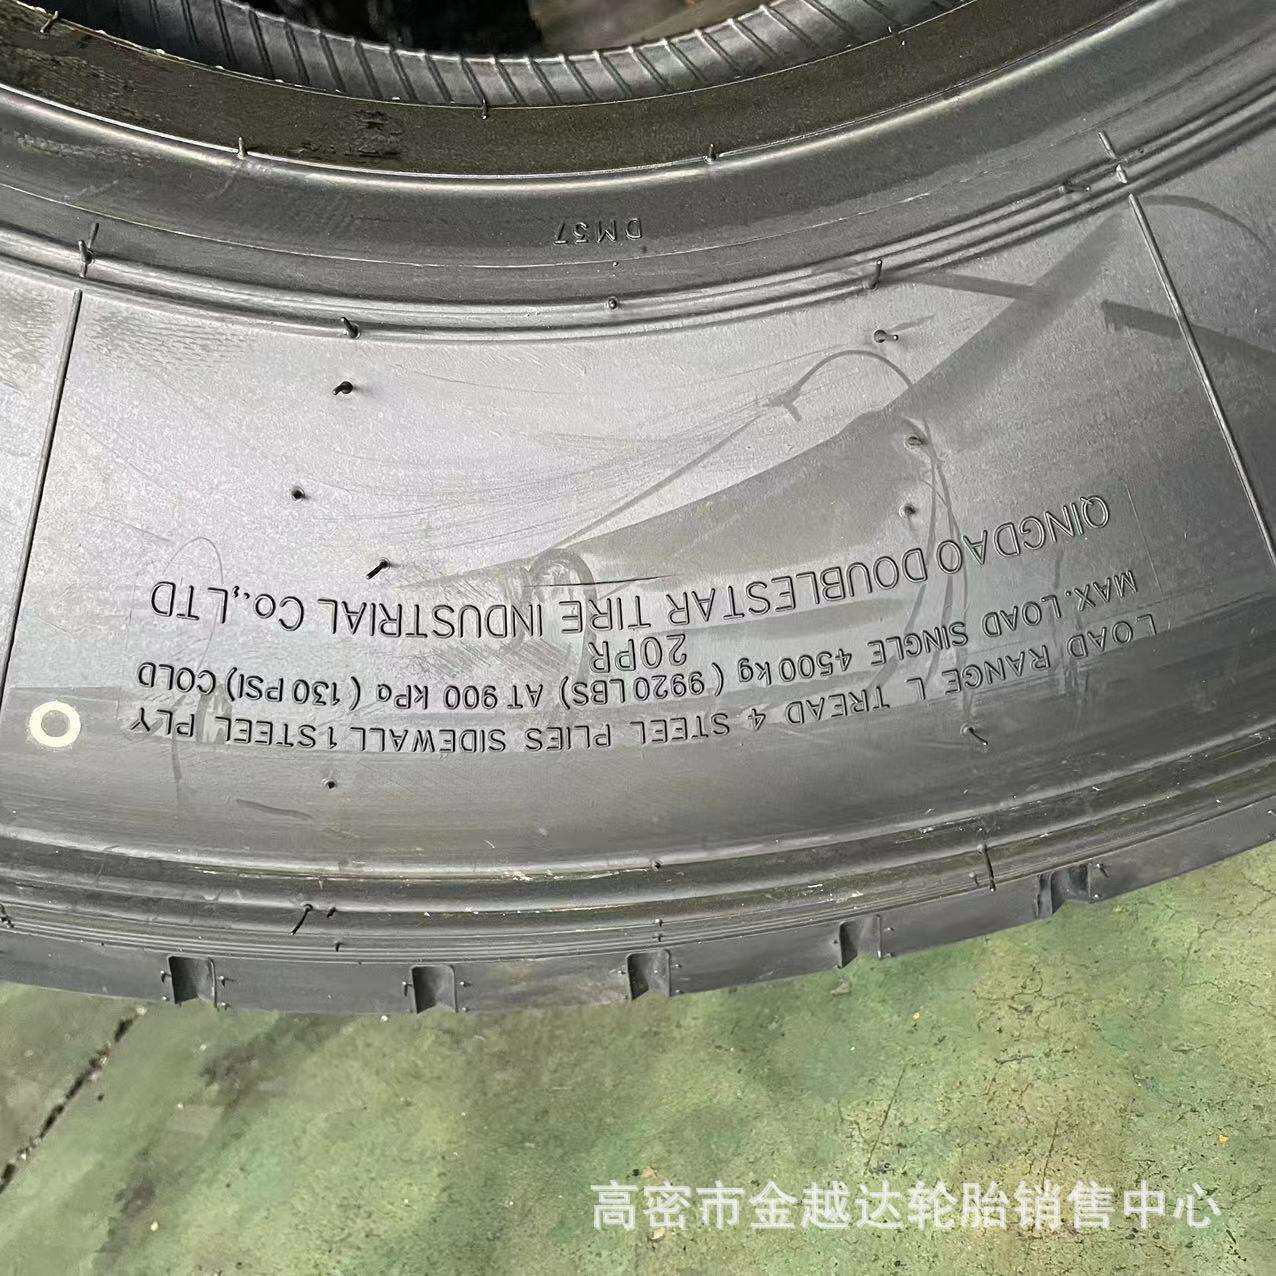 LOAD RANGE L TREAD 4 STEEL PLIES SIDEWALL 1 STEEL PLY
MAX. LOAD SINGLE 4500 kg (9920 LBS) AT 900 kPa (130 PSI) COLD
20PR
QINGDAO DOUBLESTAR TIRE INDUSTRIAL Co.,LTD
DM37
高密市金越达轮胎销售中心